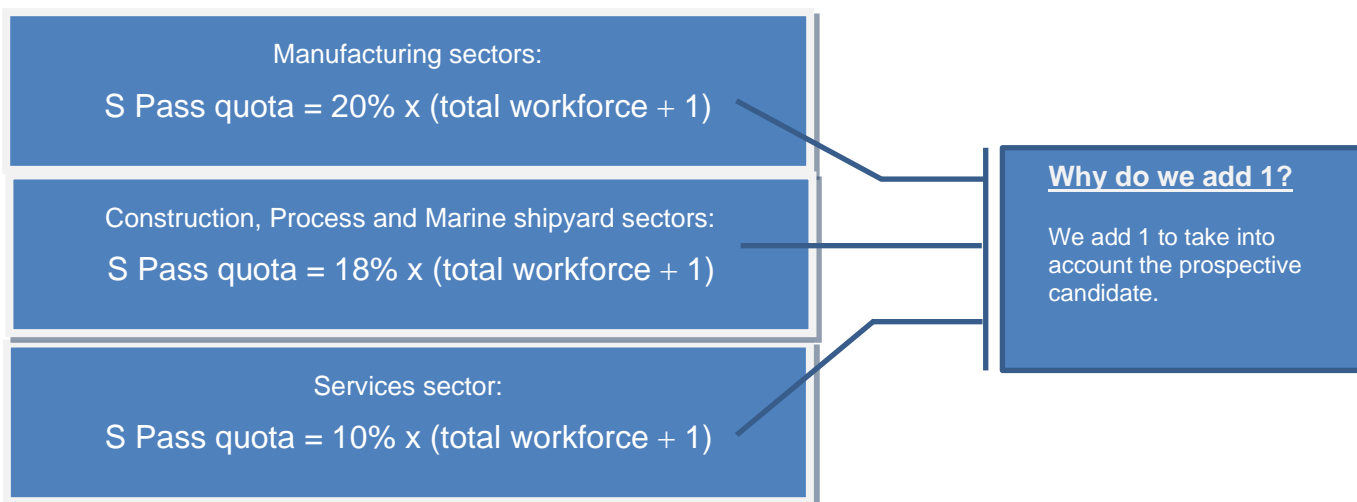 Manufacturing sectors:
S Pass quota = 20% x (total workforce + 1)
Construction, Process and Marine shipyard sectors:
S Pass quota = 18% x (total workforce + 1)
Services sector:
S Pass quota = 10% x (total workforce + 1)
Why do we add 1?
We add 1 to take into
account the prospective
candidate.